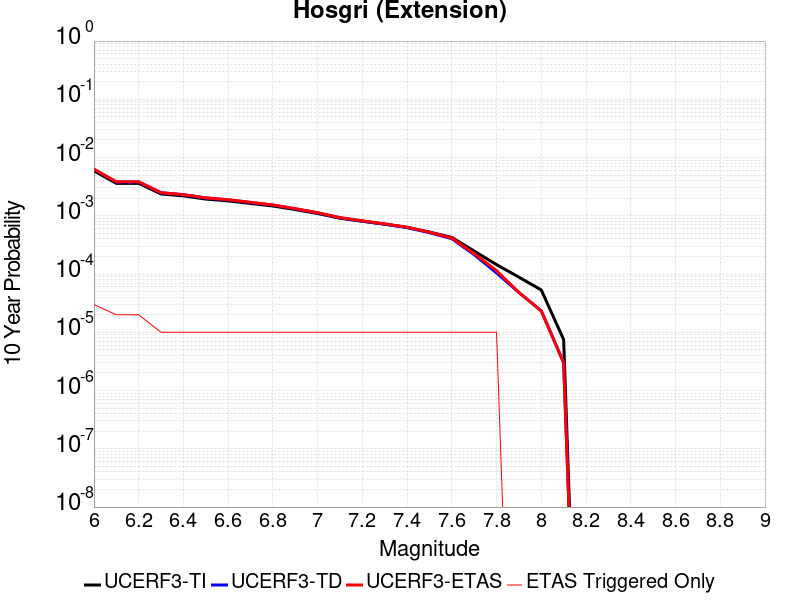 Hosgri (Extension)
10 0
10 -1
10 -2
10 -3
10 -4
10 -5
10 -6
10 -7
10 -8
10 Year Probability
6 6.2 6.4 6.6 6.8 7 7.2 7.4 7.6 7.8 8 8.2 8.4 8.6 8.8 9
Magnitude
UCERF3-TI UCERF3-TD UCERF3-ETAS ETAS Triggered Only